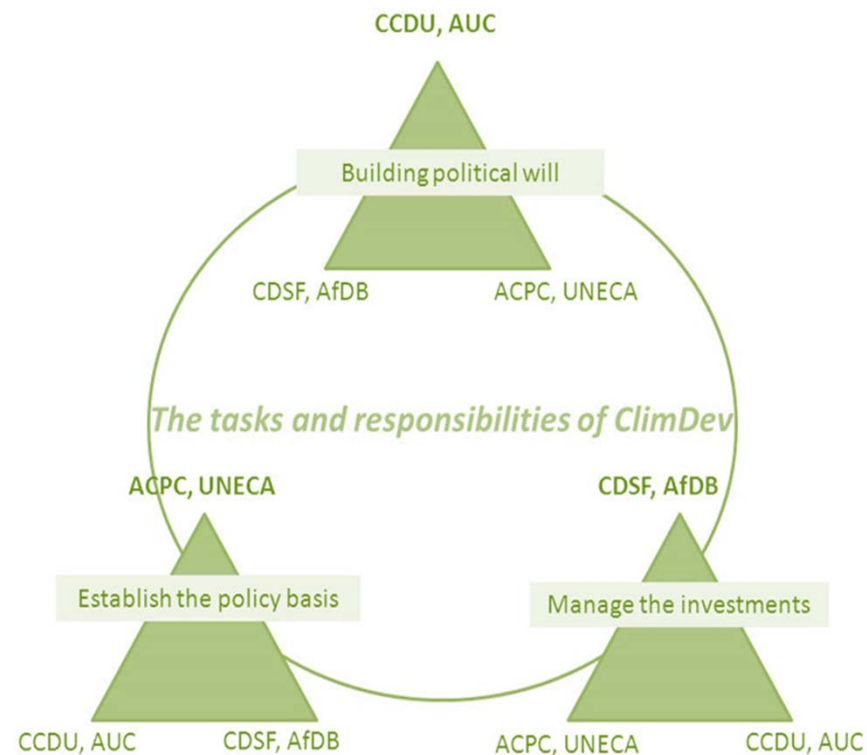 CCDU, AUC
Building political will
CDSF, AfDB
ACPC, UNECA
The tasks and responsibilities of ClimDev
ACPC, UNECA
CDSF, AfDB
Establish the policy basis
Manage the investments
CCDU, AUC
CDSF, AfDB
ACPC, UNECA
CCDU, AUC